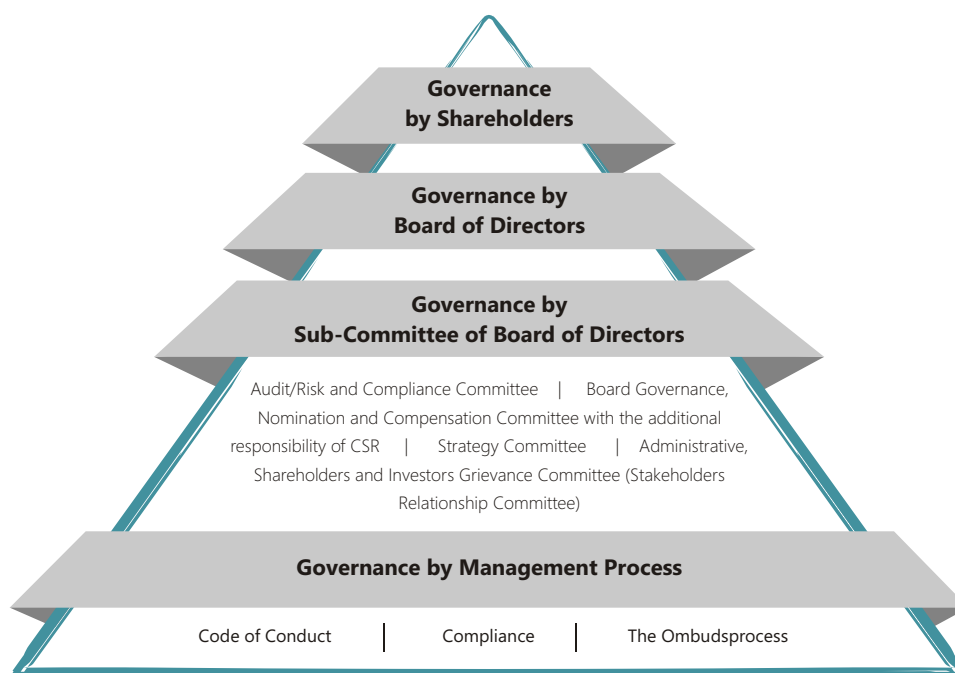 Governance
by Shareholders
Governance by
Board of Directors
Governance by
Sub-Committee of Board of Directors
Audit/Risk and Compliance Committee | Board Governance,
Nomination and Compensation Committee with the additional
responsibility of CSR | Strategy Committee | Administrative,
Shareholders and Investors Grievance Committee (Stakeholders
Relationship Committee)
Governance by Management Process
Code of Conduct | Compliance | The Ombudsprocess